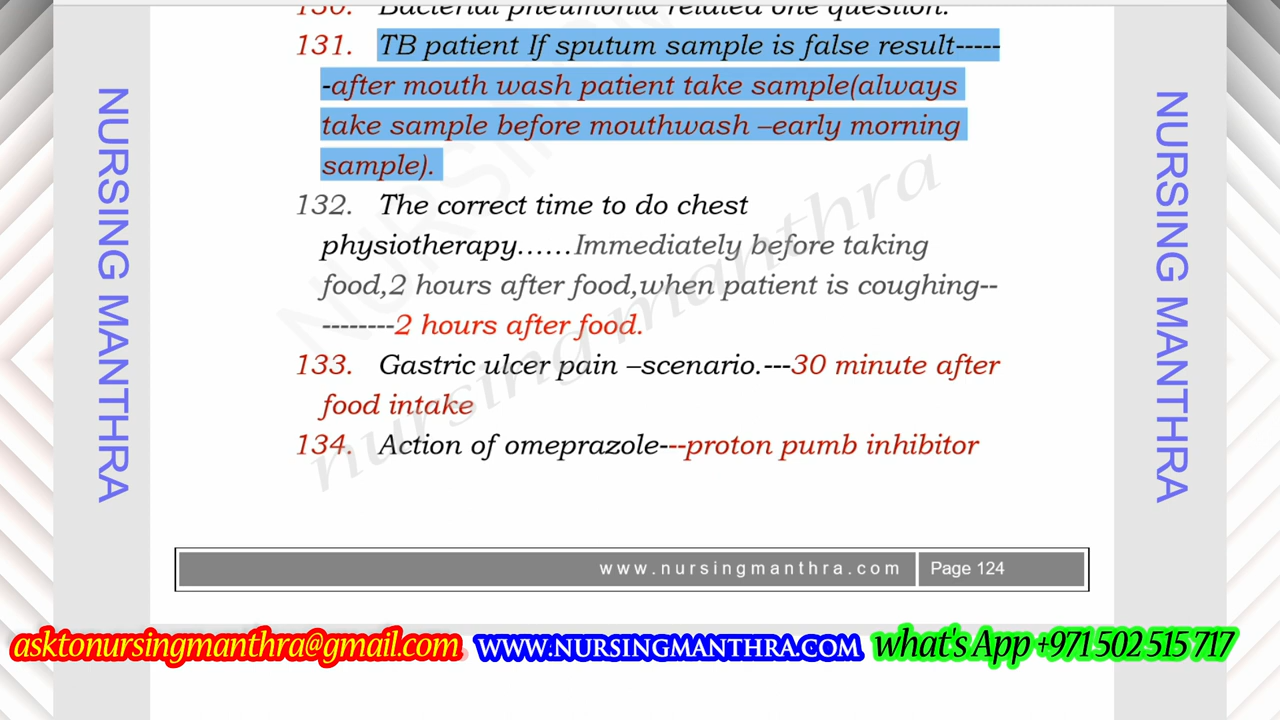 130. Bacterial pneumonia related one question.
131. TB patient If sputum sample is false result-----
-after mouth wash patient take sample(always
take sample before mouthwash –early morning
sample).
132. The correct time to do chest
physiotherapy……Immediately before taking
food,2 hours after food,when patient is coughing--
--------2 hours after food.
133. Gastric ulcer pain –scenario.---30 minute after
food intake
134. Action of omeprazole---proton pumb inhibitor
nursing manthra
NURSING MANTHRA
NURSING MANTHRA
www.nursingmanthra.com Page 124
asktonursingmanthra@gmail.com WWW.NURSINGMANTHRA.COM what's App +971 502 515 717